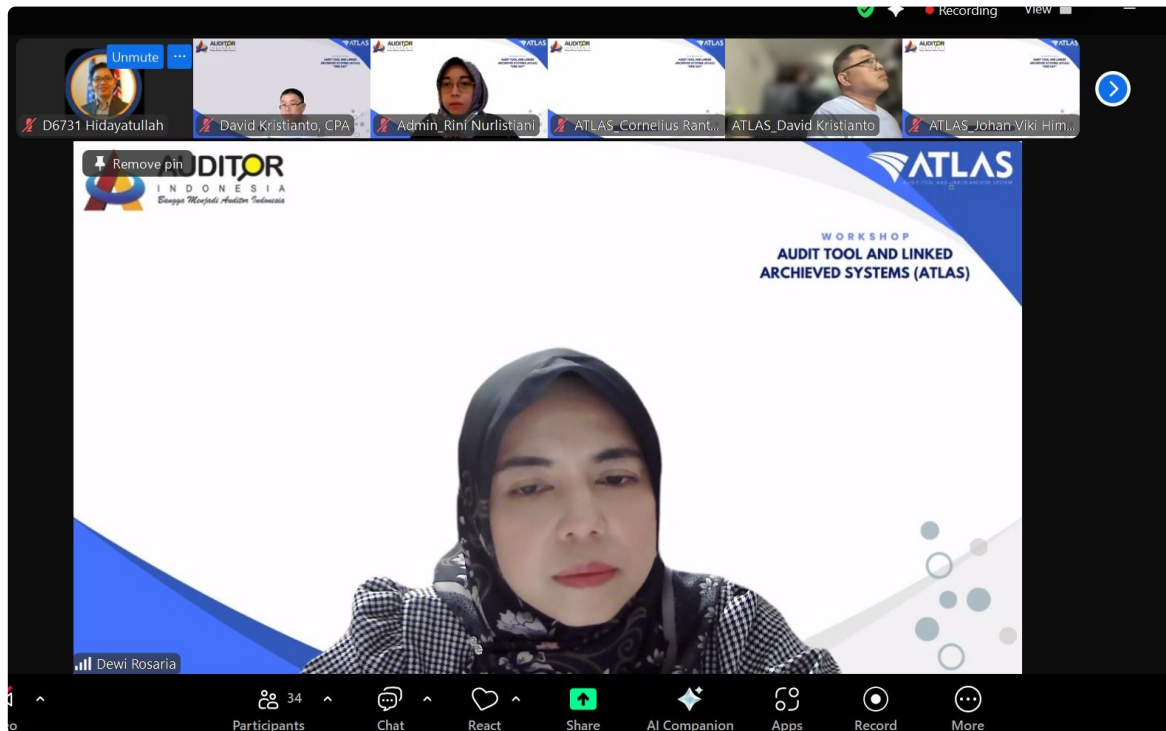 Recording View
Unmute ...
D6731 Hidayatullah
David Kristianto, CPA
Admin_Rini Nurlistiani
ATLAS_Cornelius Rant...
ATLAS_David Kristianto
ATLAS_Johan Viki Him...
Remove pin
AUDITOR
INDONESIA
Bangga Menjadi Auditor Indonesia
ATLAS
WORKSHOP
AUDIT TOOL AND LINKED
ARCHIEVED SYSTEMS (ATLAS)
Dewi Rosaria
34
Participants
Chat
React
Share
AI Companion
Apps
Record
More